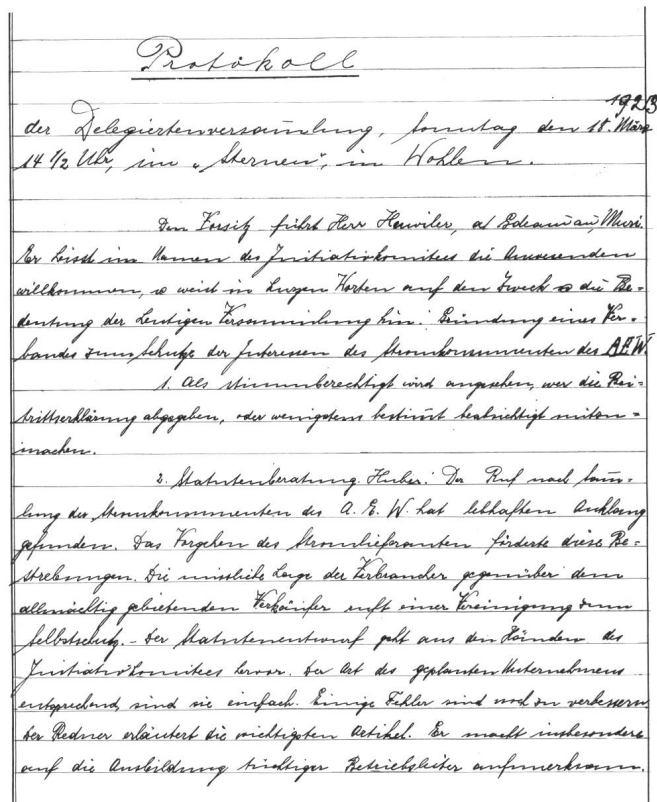 Protokoll
1923
der Delegiertenversammlung, Sonntag den 18. März
14 1/2 Uhr, im "Sternen", in Wohlen.
Den Vorsitz führt Herr Heuwiler, a/ Muri.
Er heisst im Namen des Initiativkomitees die Anwesenden
willkommen, u weist in kurzen Worten auf den Zweck u die Be-
deutung der heutigen Versammlung hin: Gründung eines Ver-
bandes zum Schutze der Interessen des Stromkonsumenten des A.E.W.
1. Als stimmberechtigt wird angesehen, wer die Bei-
trittserklärung abgegeben, oder wenigstens bestimmt beabsichtigt mitzu-
machen.
2. Statutenberatung. Huber: Der Ruf nach Samm-
lung der Stromkonsumenten des A. E. W. hat lebhaften Anklang
gefunden. Das Vorgehen des Stromlieferanten förderte diese Be-
strebungen. Die missliche Lage der Verbraucher gegenüber dem
allmächtig gebietenden Verkäufer ruft einer Vereinigung zum
Selbstschutz. - Der Statutenentwurf geht aus den Händen des
Initiativkomitees hervor. Der Art des geplanten Unternehmens
entsprechend, sind sie einfach. Einige Fehler sind noch zu verbessern.
Der Redner erläutert die wichtigsten Artikel. Er macht insbesondere
auf die Ausbildung tüchtiger Betriebsleiter aufmerksam.